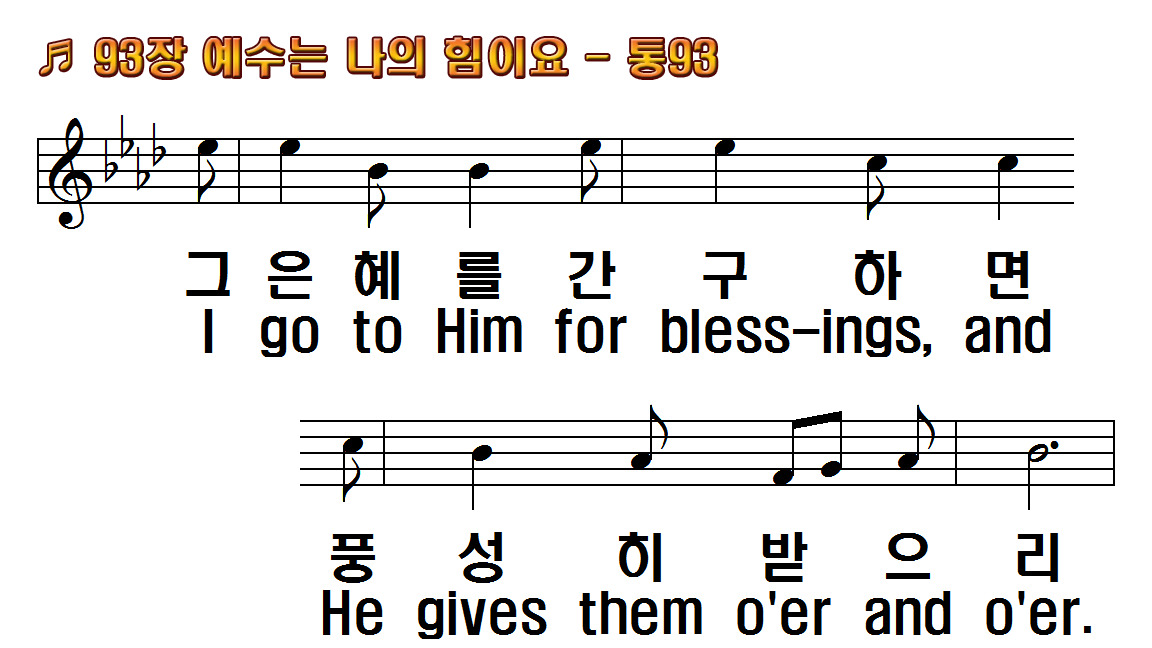 ♬ 93장 예수는 나의 힘이요 - 통93
그 은 혜 를 간 구 하 면
I go to Him for bless-ings, and
풍 성 히 받 으 리
He gives them o'er and o'er.